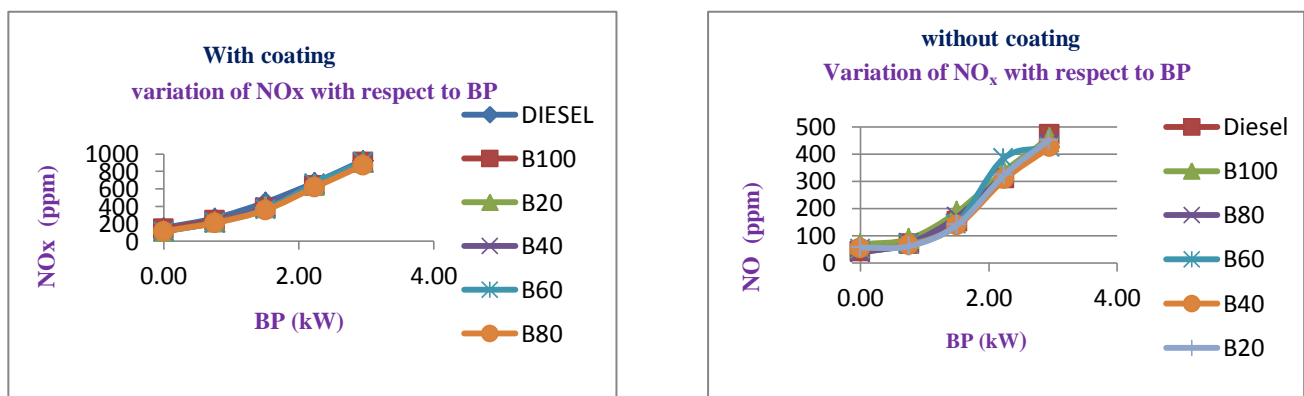 With coating
variation of NOx with respect to BP
NOx (ppm)
1000
800
600
400
200
0
0.00 2.00 4.00
BP (kW)
DIESEL
B100
B20
B40
B60
B80
without coating
Variation of NOx with respect to BP
NO (ppm)
500
400
300
200
100
0
0.00 2.00 4.00
BP (kW)
Diesel
B100
B80
B60
B40
B20